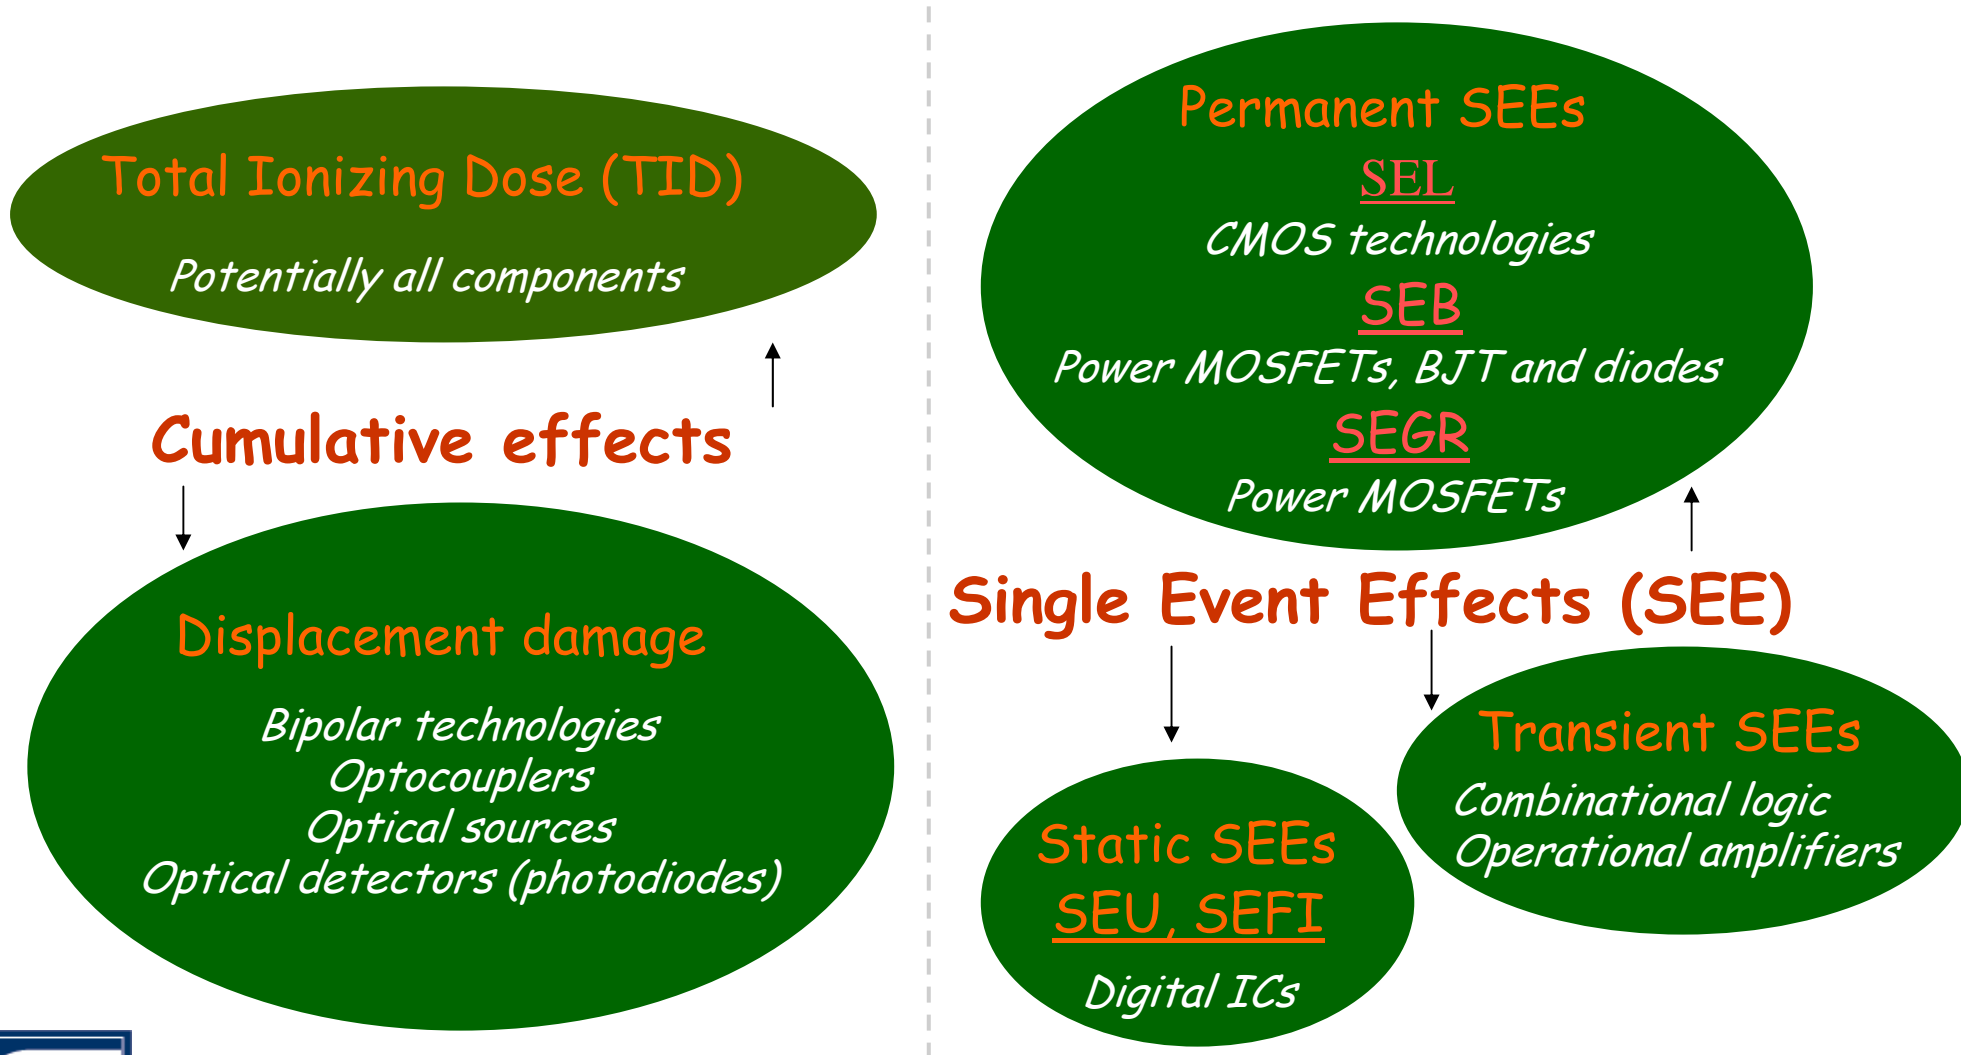 Total Ionizing Dose (TID)
Potentially all components
Cumulative effects
Displacement damage
Bipolar technologies
Optocouplers
Optical sources
Optical detectors (photodiodes)
Permanent SEEs
SEL
CMOS technologies
SEB
Power MOSFETs, BJT and diodes
SEGR
Power MOSFETs
Single Event Effects (SEE)
Transient SEEs
Combinational logic
Operational amplifiers
Static SEEs
SEU, SEFI
Digital ICs